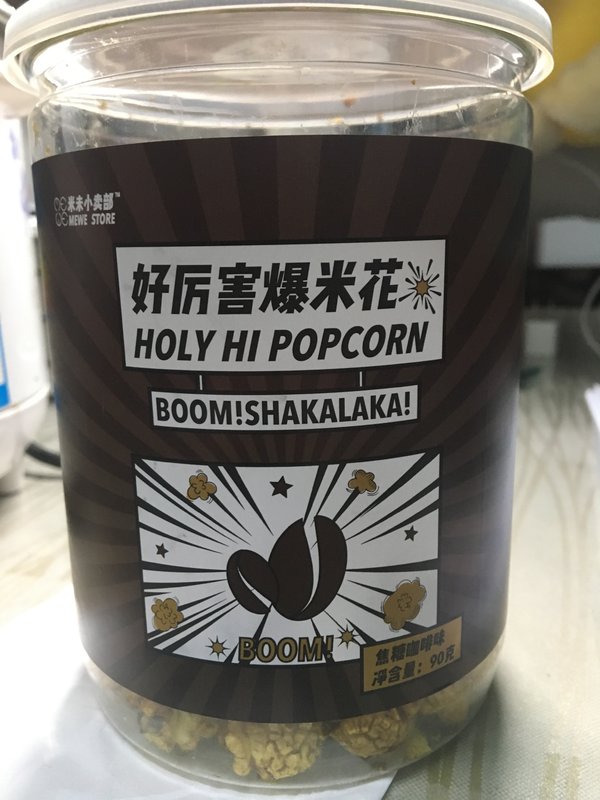 米未小卖部™
MEWE STORE
好厉害爆米花
HOLY HI POPCORN
BOOM!SHAKALAKA!
BOOM!
焦糖咖啡味
净含量：90克